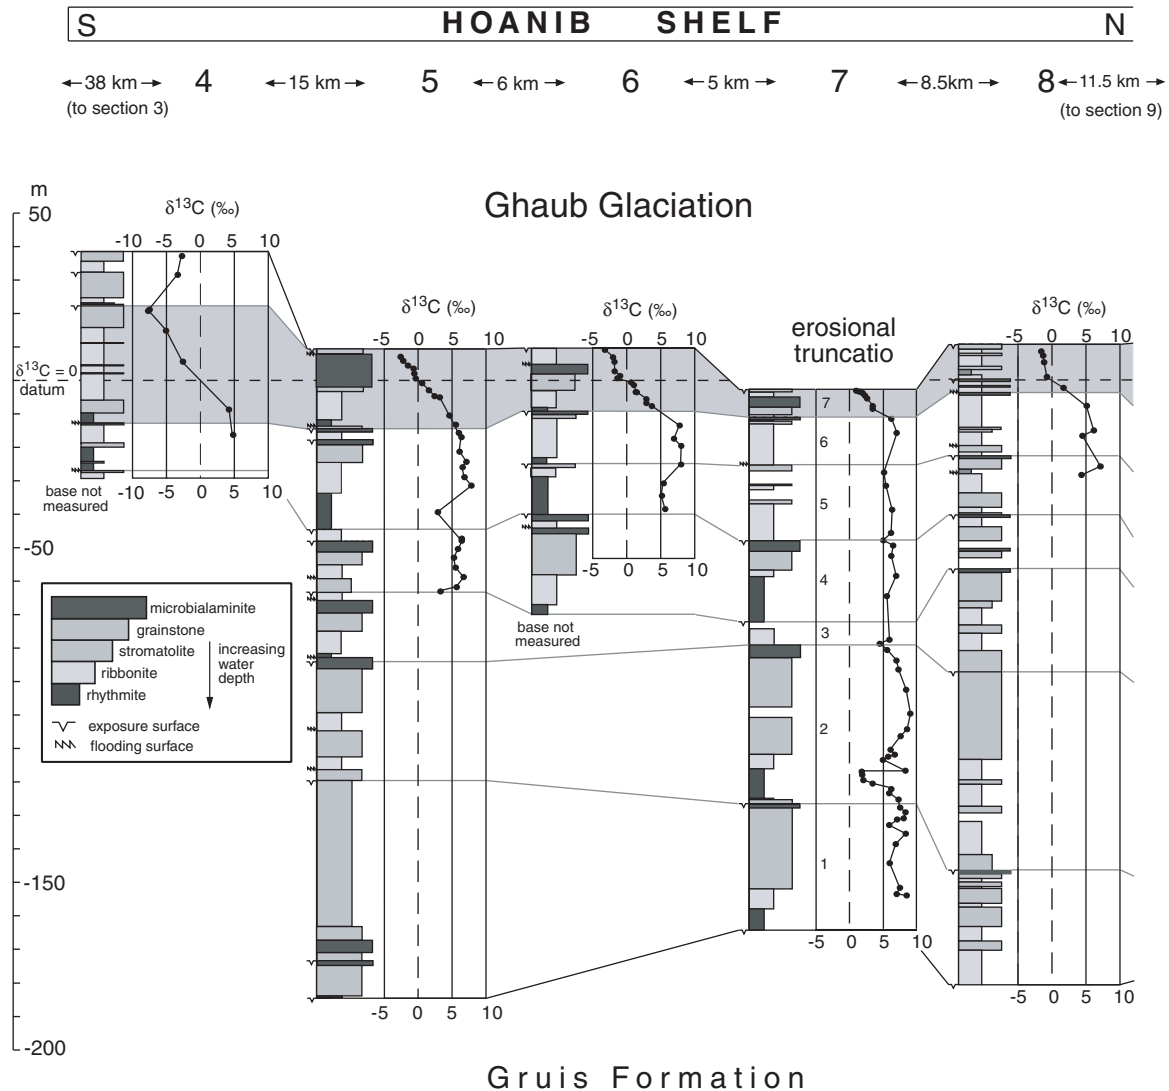 S HOANIB SHELF N
38 km 4 15 km 5 6 km 6 5 km 7 8.5km 8 11.5 km
(to section 3) (to section 9)
m
50
Ghaub Glaciation
δ13C (‰)
-10 -5 0 5 10
δ13C (‰)
-5 0 5 10
δ13C (‰)
-5 0 5 10
erosional
truncatio
δ13C (‰)
-5 0 5 10
δ13C = 0
datum
7
6
5
4
3
2
1
base not
measured
-10 -5 0 5 10
-50
-5 0 5 10
base not
measured
microbialaminite
grainstone
stromatolite
ribbonite
rhythmite
increasing
water
depth
exposure surface
flooding surface
-150
-5 0 5 10
-5 0 5 10
-5 0 5 10
-200
Gruis Formation